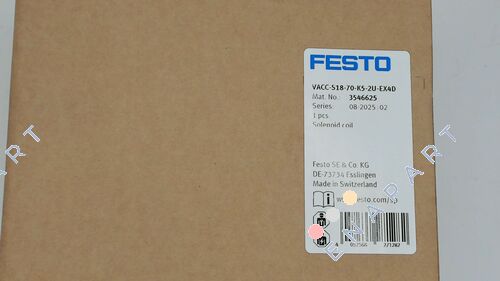 FESTO
VACC-S18-70-K5-2U-EX4D
Mat. No.: 3546625
Series: 08-2025 02
1 pcs
Solenoid coil
Festo SE & Co. KG
DE-73734 Esslingen
Made in Switzerland
ENADART